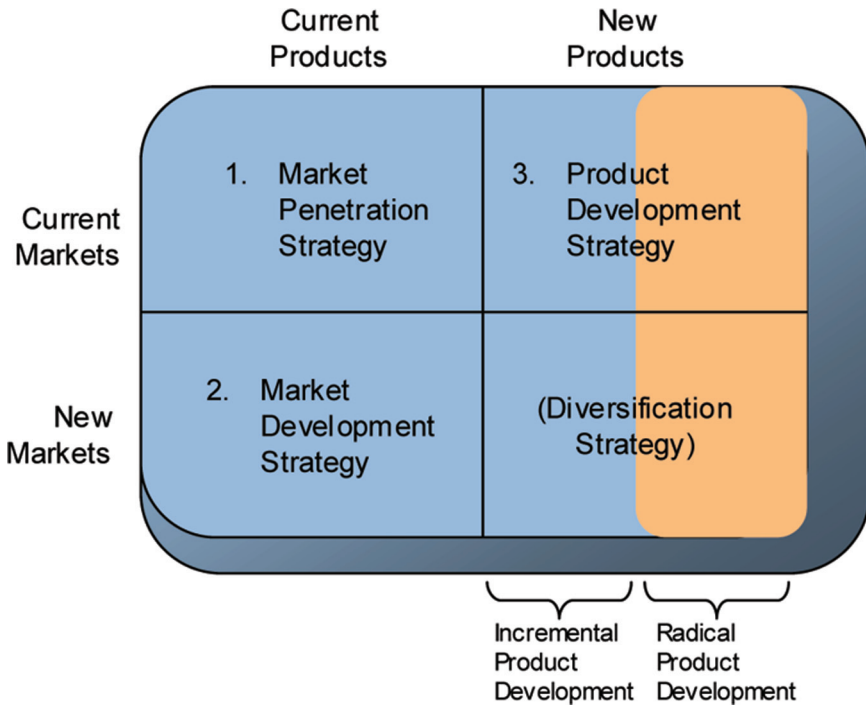 Current
Products
New
Products
Current
Markets
1. Market
Penetration
Strategy
3. Product
Development
Strategy
New
Markets
2. Market
Development
Strategy
(Diversification
Strategy)
Incremental
Product
Development
Radical
Product
Development